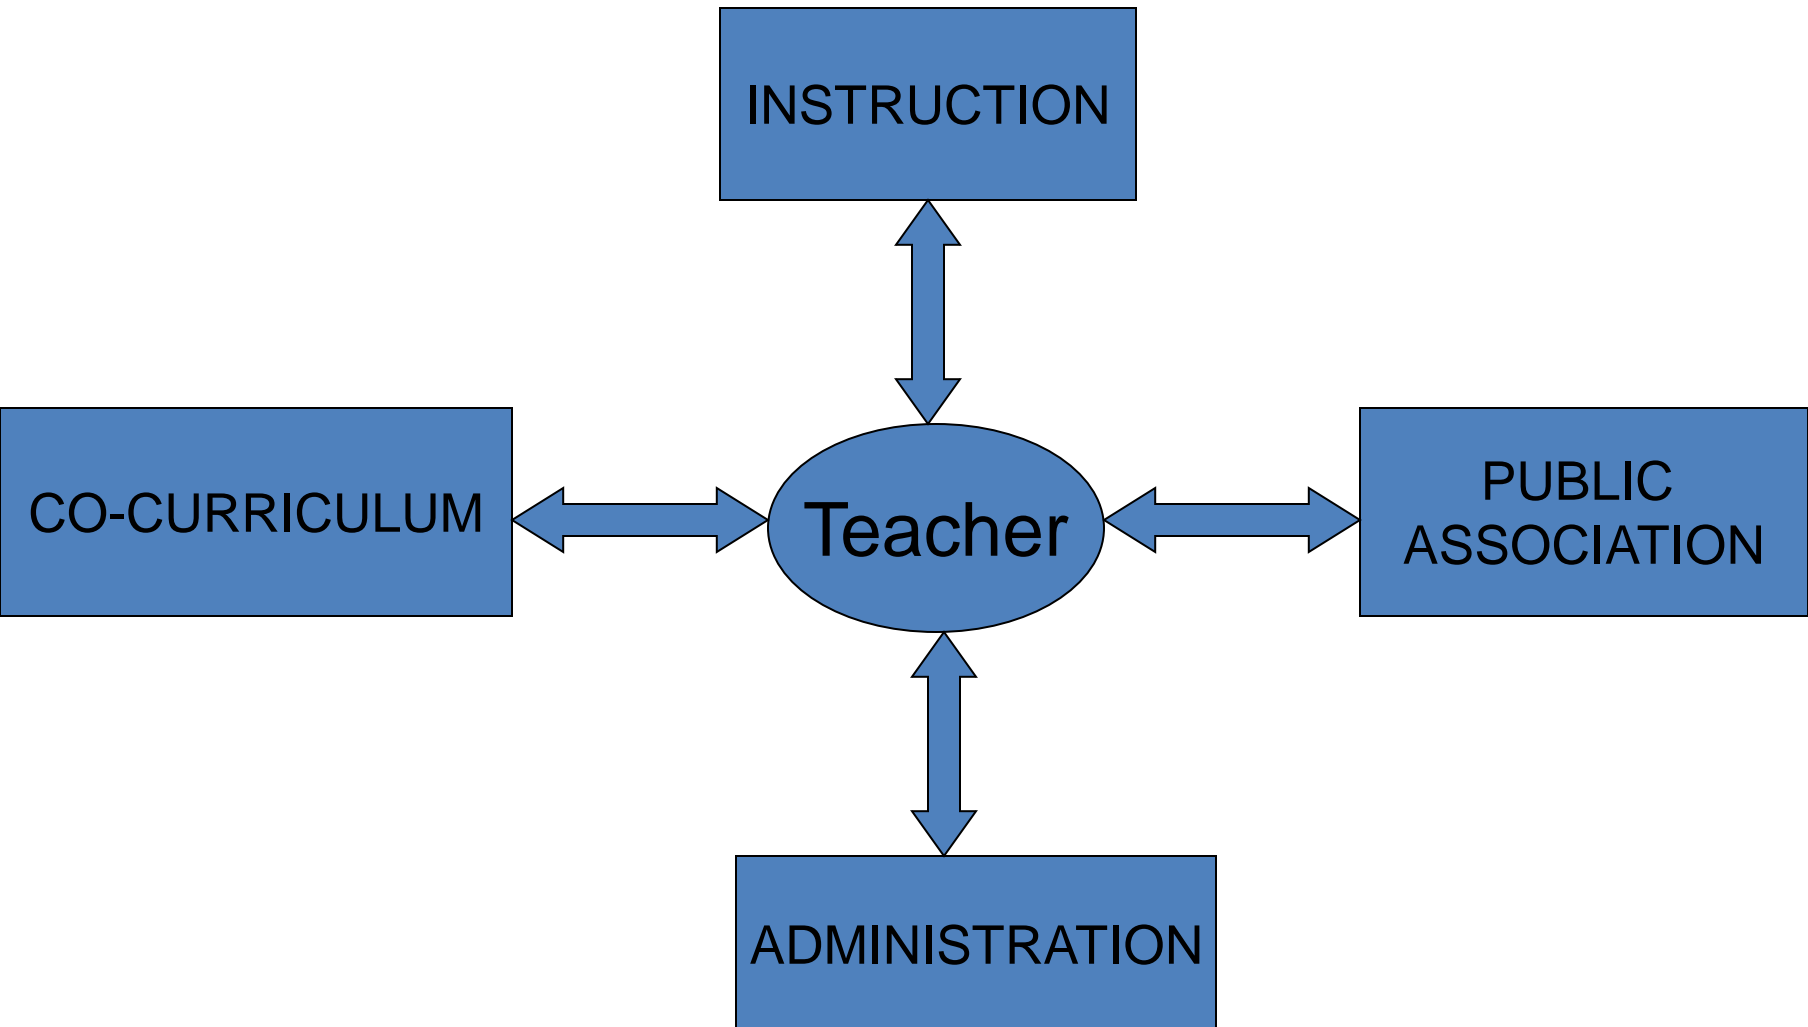 INSTRUCTION
CO-CURRICULUM
Teacher
PUBLIC
ASSOCIATION
ADMINISTRATION